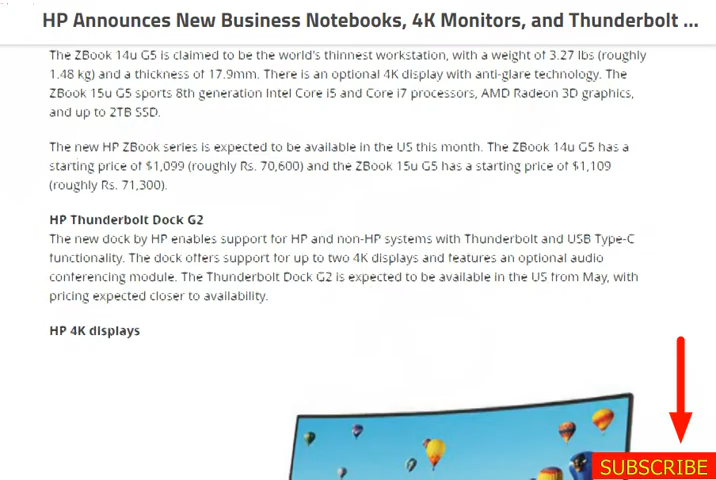 HP Announces New Business Notebooks, 4K Monitors, and Thunderbolt ...
The ZBook 14u G5 is claimed to be the world's thinnest workstation, with a weight of 3.27 lbs (roughly
1.48 kg) and a thickness of 17.9mm. There is an optional 4K display with anti-glare technology. The
ZBook 15u G5 sports 8th generation Intel Core i5 and Core i7 processors, AMD Radeon 3D graphics,
and up to 2TB SSD.
The new HP ZBook series is expected to be available in the US this month. The ZBook 14u G5 has a
starting price of $1,099 (roughly Rs. 70,600) and the ZBook 15u G5 has a starting price of $1,109
(roughly Rs. 71,300).
HP Thunderbolt Dock G2
The new dock by HP enables support for HP and non-HP systems with Thunderbolt and USB Type-C
functionality. The dock offers support for up to two 4K displays and features an optional audio
conferencing module. The Thunderbolt Dock G2 is expected to be available in the US from May, with
pricing expected closer to availability.
HP 4K displays
SUBSCRIBE